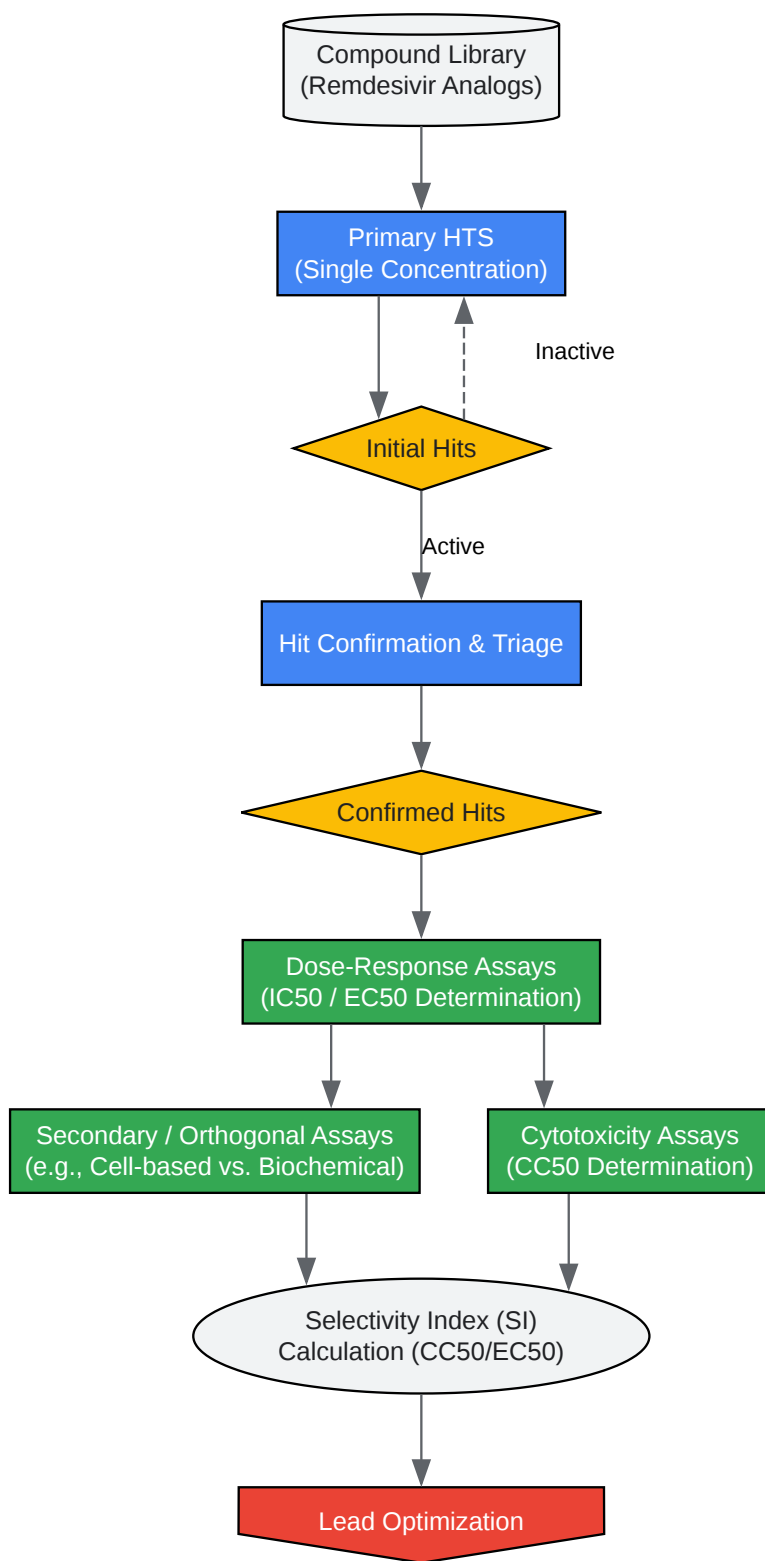 Compound Library
(Remdesivir Analogs)
Primary HTS
(Single Concentration)
Inactive
Initial Hits
Active
Hit Confirmation & Triage
Confirmed Hits
Dose-Response Assays
(IC50 / EC50 Determination)
Secondary / Orthogonal Assays
(e.g., Cell-based vs. Biochemical)
Cytotoxicity Assays
(CC50 Determination)
Selectivity Index (SI)
Calculation (CC50/EC50)
Lead Optimization